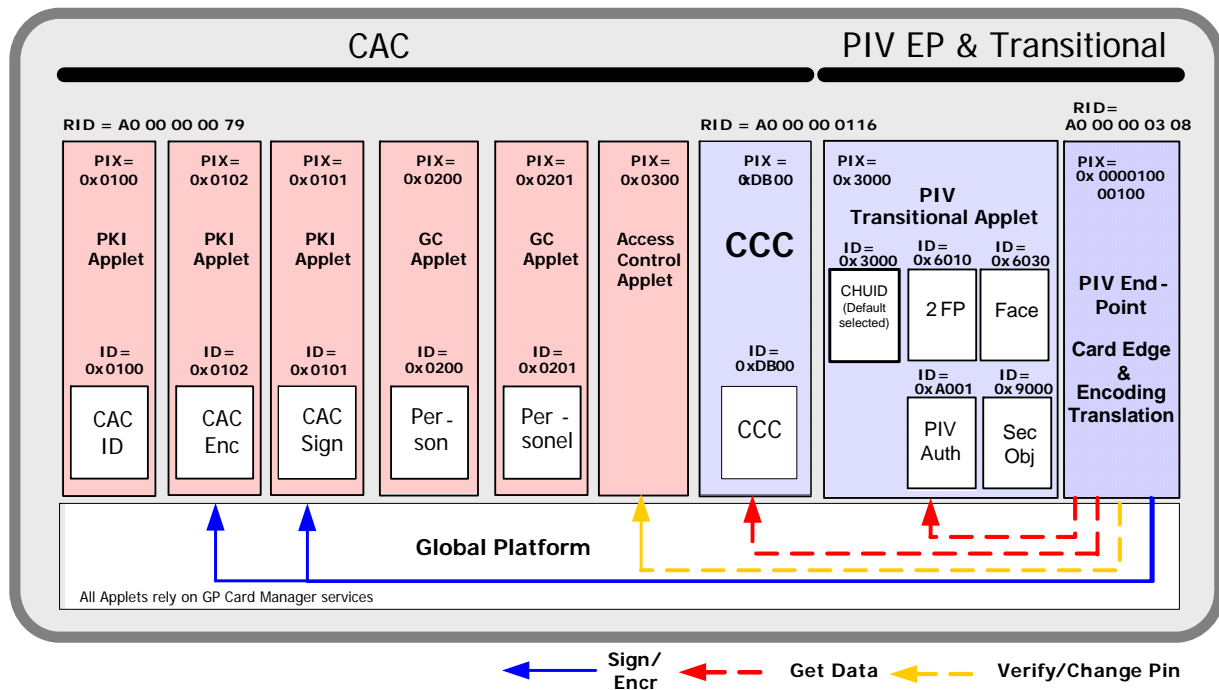 CAC
PIV EP & Transitional
RID = A0 00 00 00 79
RID = A0 00 00 0116
RID=
A0 00 00 03 08
PIX=
0x0100
PKI
Applet
ID=
0x0100
CAC
ID
PIX=
0x0102
PKI
Applet
ID=
0x0102
CAC
Enc
PIX=
0x0101
PKI
Applet
ID=
0x0101
CAC
Sign
PIX=
0x0200
GC
Applet
ID=
0x0200
Per-
son
PIX=
0x0201
GC
Applet
ID=
0x0201
Per -
sonel
PIX=
0x0300
Access
Control
Applet
PIX =
0xDB00
CCC
ID=
0xDB00
CCC
PIX=
0x3000
PIV
Transitional Applet
ID=
0x3000
CHUID
(Default
selected)
ID=
0x6010
2FP
ID=
0x6030
Face
ID=
0xA001
PIV
Auth
ID=
0x9000
Sec
Obj
PIX=
0x 0000100
00100
PIV End-
Point
Card Edge
&
Encoding
Translation
Global Platform
All Applets rely on GP Card Manager services
Sign/
Encr
Get Data
Verify/Change Pin